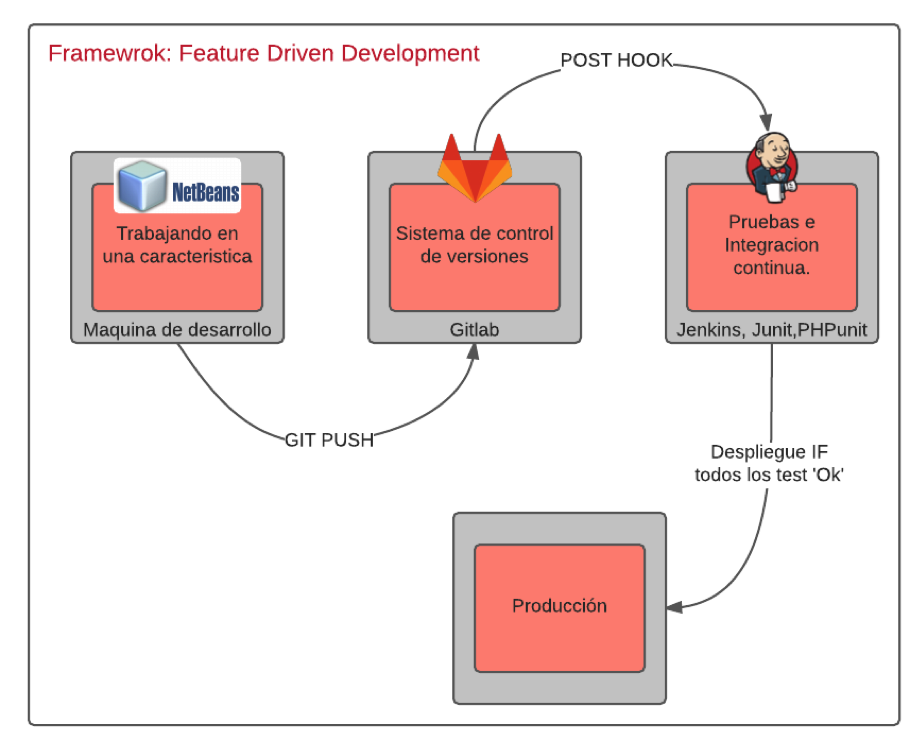 Framewrok: Feature Driven Development
POST HOOK
NetBeans
Trabajando en
una caracteristica
Maquina de desarrollo
Sistema de control
de versiones
Gitlab
Pruebas e
Integracion
continua.
Jenkins, Junit,PHPunit
GIT PUSH
Despliegue IF
todos los test 'Ok'
Producción